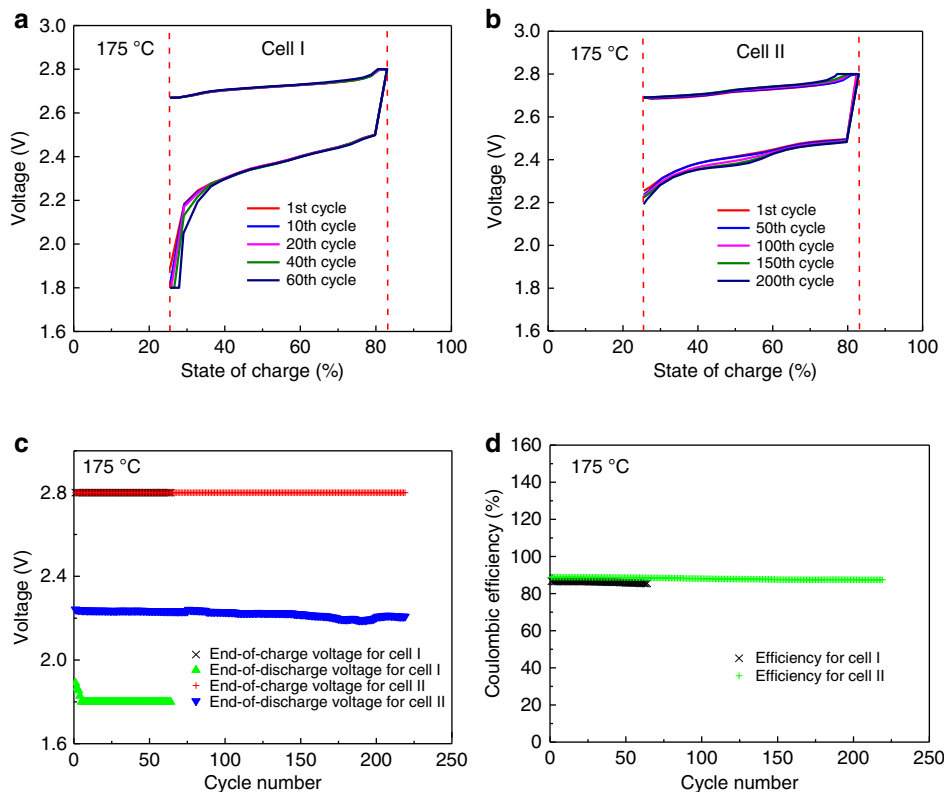 a
3.0
2.8
2.6
2.4
2.2
2.0
1.8
1.6
Voltage (V)
175 °C
Cell I
1st cycle
10th cycle
20th cycle
40th cycle
60th cycle
0 20 40 60 80 100
State of charge (%)
b
3.0
2.8
2.6
2.4
2.2
2.0
1.8
1.6
Voltage (V)
175 °C
Cell II
1st cycle
50th cycle
100th cycle
150th cycle
200th cycle
0 20 40 60 80 100
State of charge (%)
c
175 °C
2.8
2.4
2.0
1.6
Voltage (V)
End-of-charge voltage for cell I
End-of-discharge voltage for cell I
End-of-charge voltage for cell II
End-of-discharge voltage for cell II
0 50 100 150 200 250
Cycle number
d
160
140
120
100
80
60
40
20
0
Coulombic efficiency (%)
175 °C
Efficiency for cell I
Efficiency for cell II
0 50 100 150 200 250
Cycle number